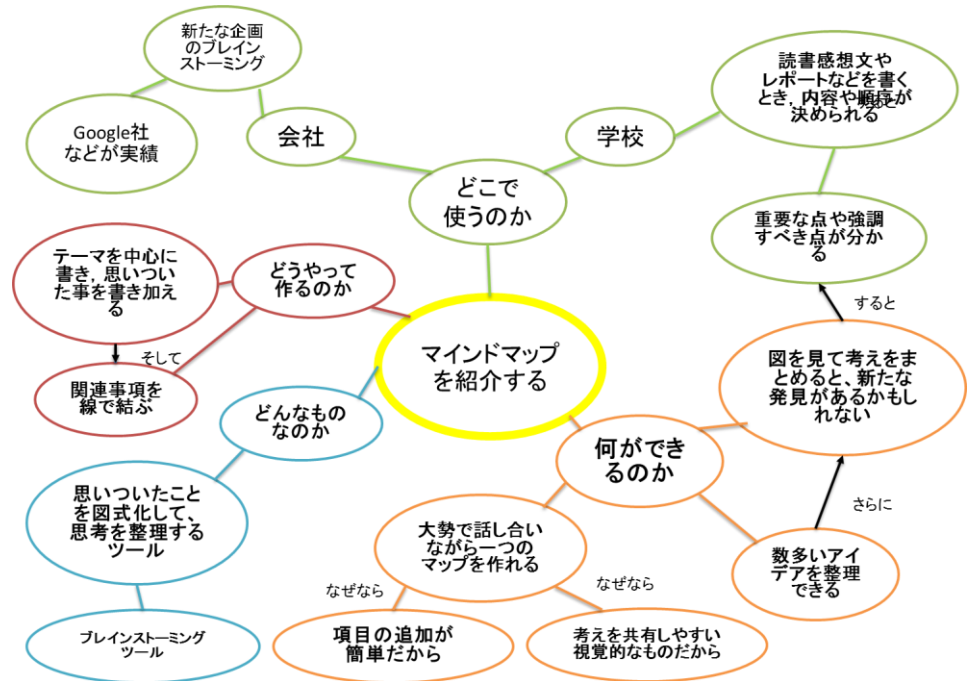 新たな企画
のブレイン
ストーミング
Google社
などが実績
会社
学校
読書感想文や
レポートなどを書く
とき，内容や順序が
決められる
すると
どこで
使うのか
重要な点や強調
すべき点が分か
る
テーマを中心に
書き，思いつい
た事を書き加え
る
どうやって
作るのか
そして
関連事項を
線で結ぶ
マインドマップ
を紹介する
すると
図を見て考えをま
とめると、新たな
発見があるかもし
れない
どんなもの
なのか
何ができ
るのか
思いついたこと
を図式化して、
思考を整理する
ツール
大勢で話し合い
ながら一つの
マップを作れる
さらに
数多いアイ
デアを整理
できる
なぜなら
なぜなら
ブレインストーミング
ツール
項目の追加が
簡単だから
考えを共有しやすい
視覚的なものだから